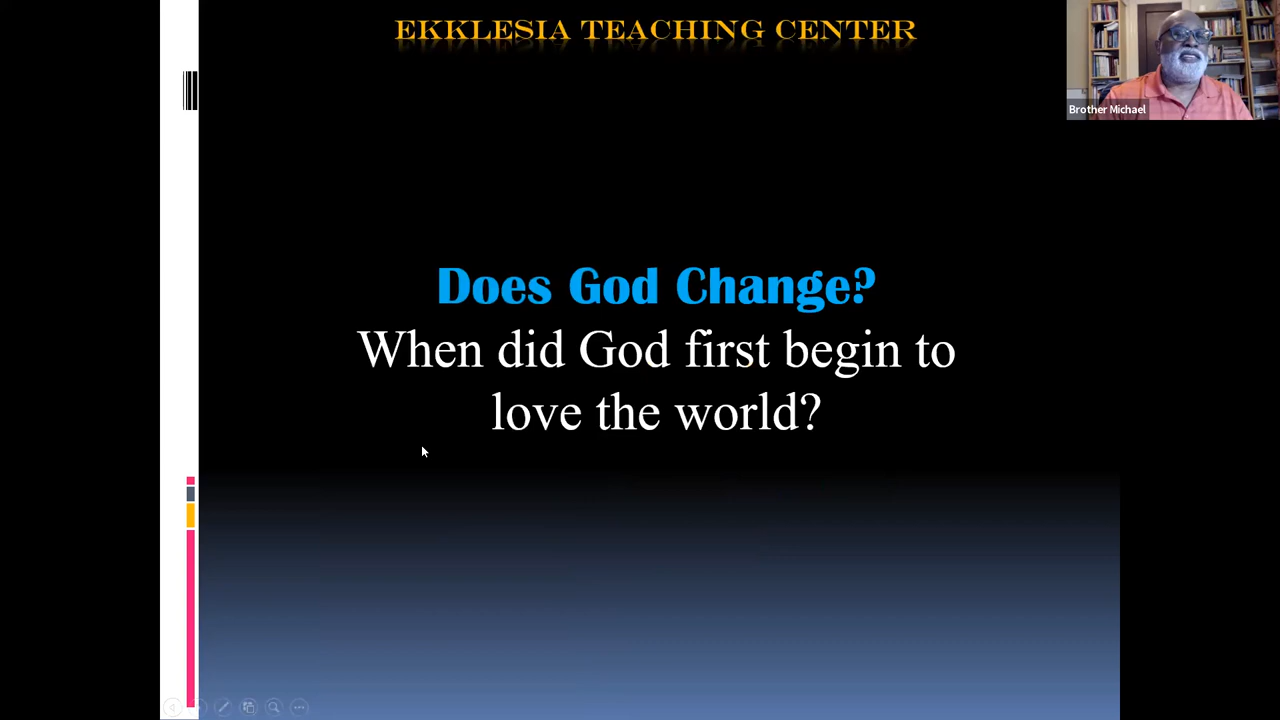 EKKLESIA TEACHING CENTER
Brother Michael
Does God Change?
When did God first begin to
love the world?